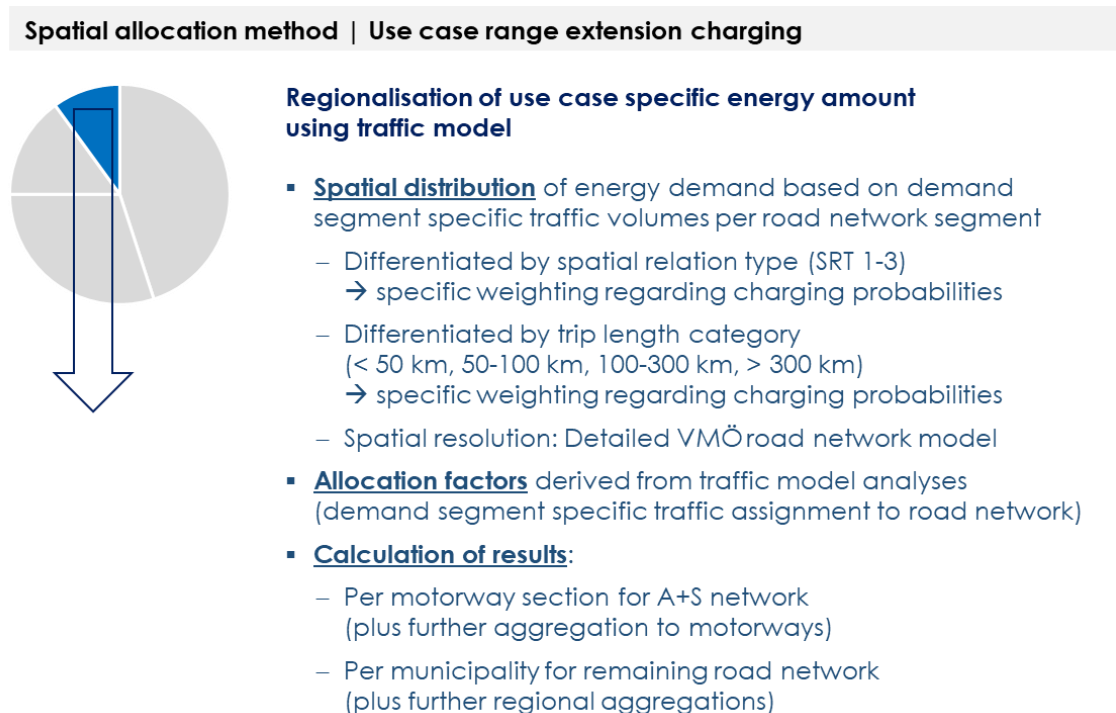 Spatial allocation method | Use case range extension charging
Regionalisation of use case specific energy amount
using traffic model
▪ Spatial distribution of energy demand based on demand
segment specific traffic volumes per road network segment
– Differentiated by spatial relation type (SRT 1-3)
→ specific weighting regarding charging probabilities
– Differentiated by trip length category
(< 50 km, 50-100 km, 100-300 km, > 300 km)
→ specific weighting regarding charging probabilities
– Spatial resolution: Detailed VMÖ road network model
▪ Allocation factors derived from traffic model analyses
(demand segment specific traffic assignment to road network)
▪ Calculation of results:
– Per motorway section for A+S network
(plus further aggregation to motorways)
– Per municipality for remaining road network
(plus further regional aggregations)